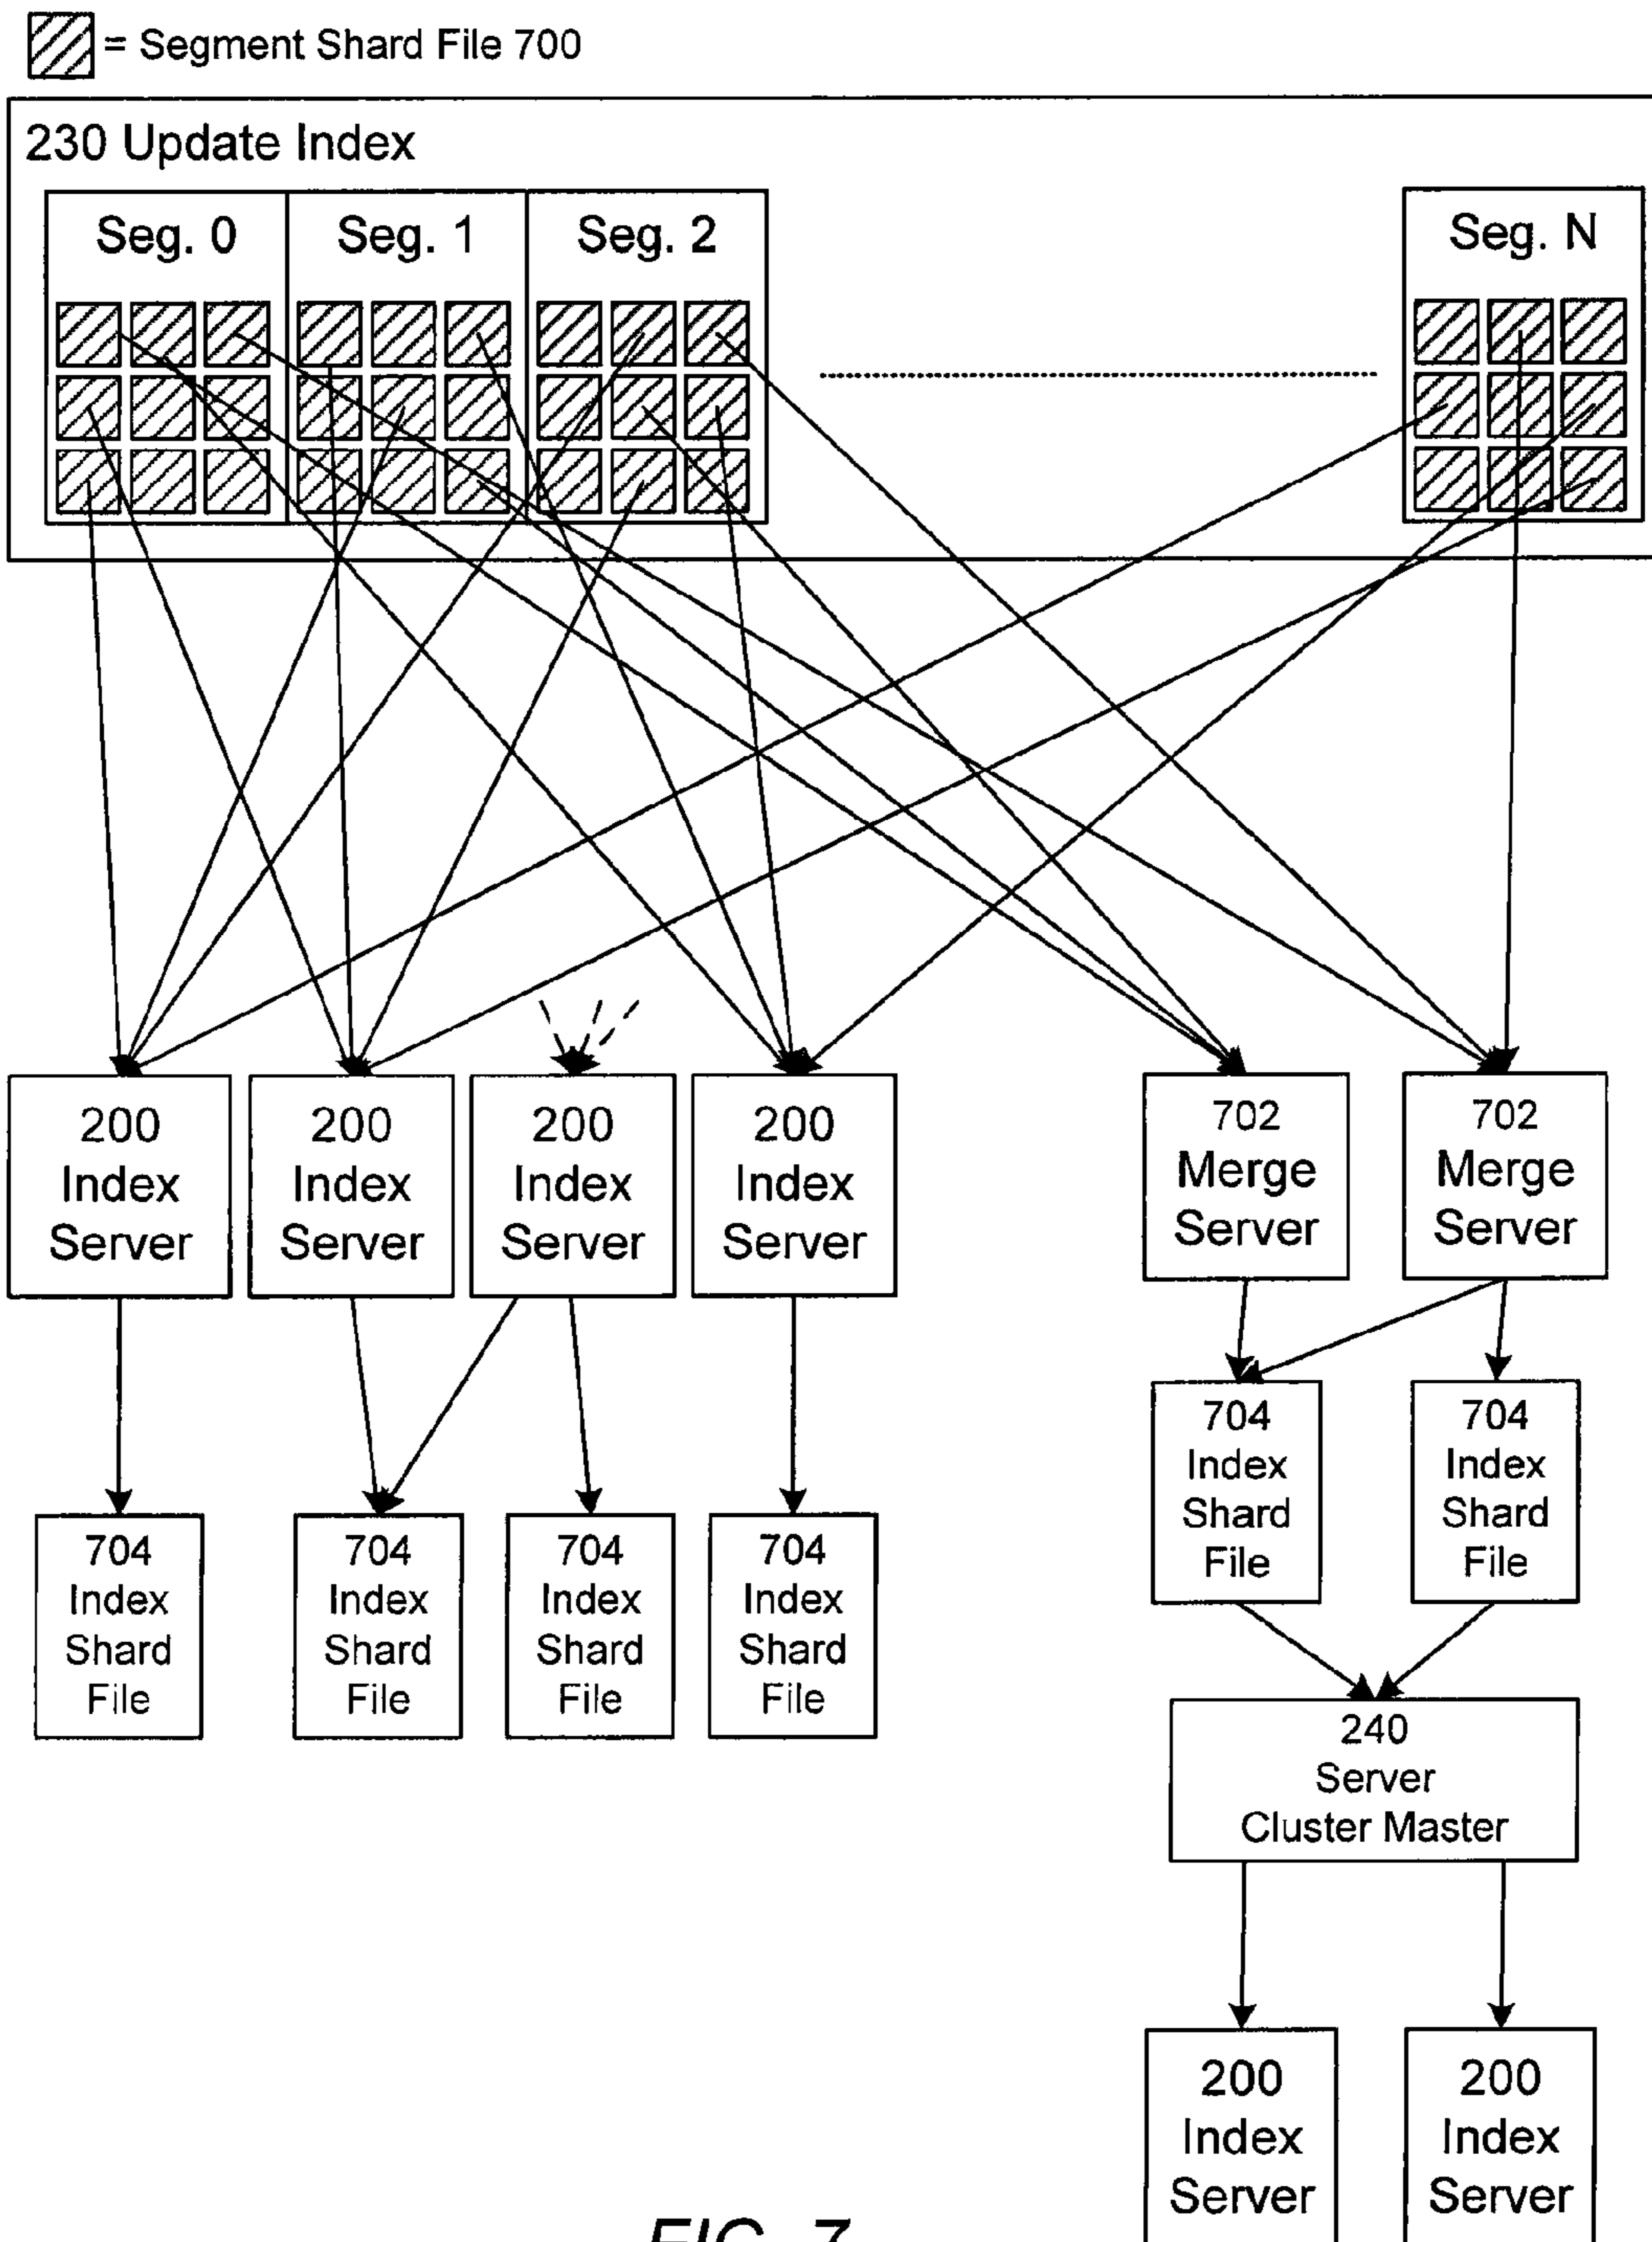 = Segment Shard File 700
230 Update Index
Seg. 0
Seg. 1
Seg. 2
Seg. N
200
Index
Server
200
Index
Server
200
Index
Server
200
Index
Server
702
Merge
Server
702
Merge
Server
704
Index
Shard
File
704
Index
Shard
File
704
Index
Shard
File
704
Index
Shard
File
704
Index
Shard
File
704
Index
Shard
File
240
Server
Cluster Master
200
Index
Server
200
Index
Server
FIG. 7